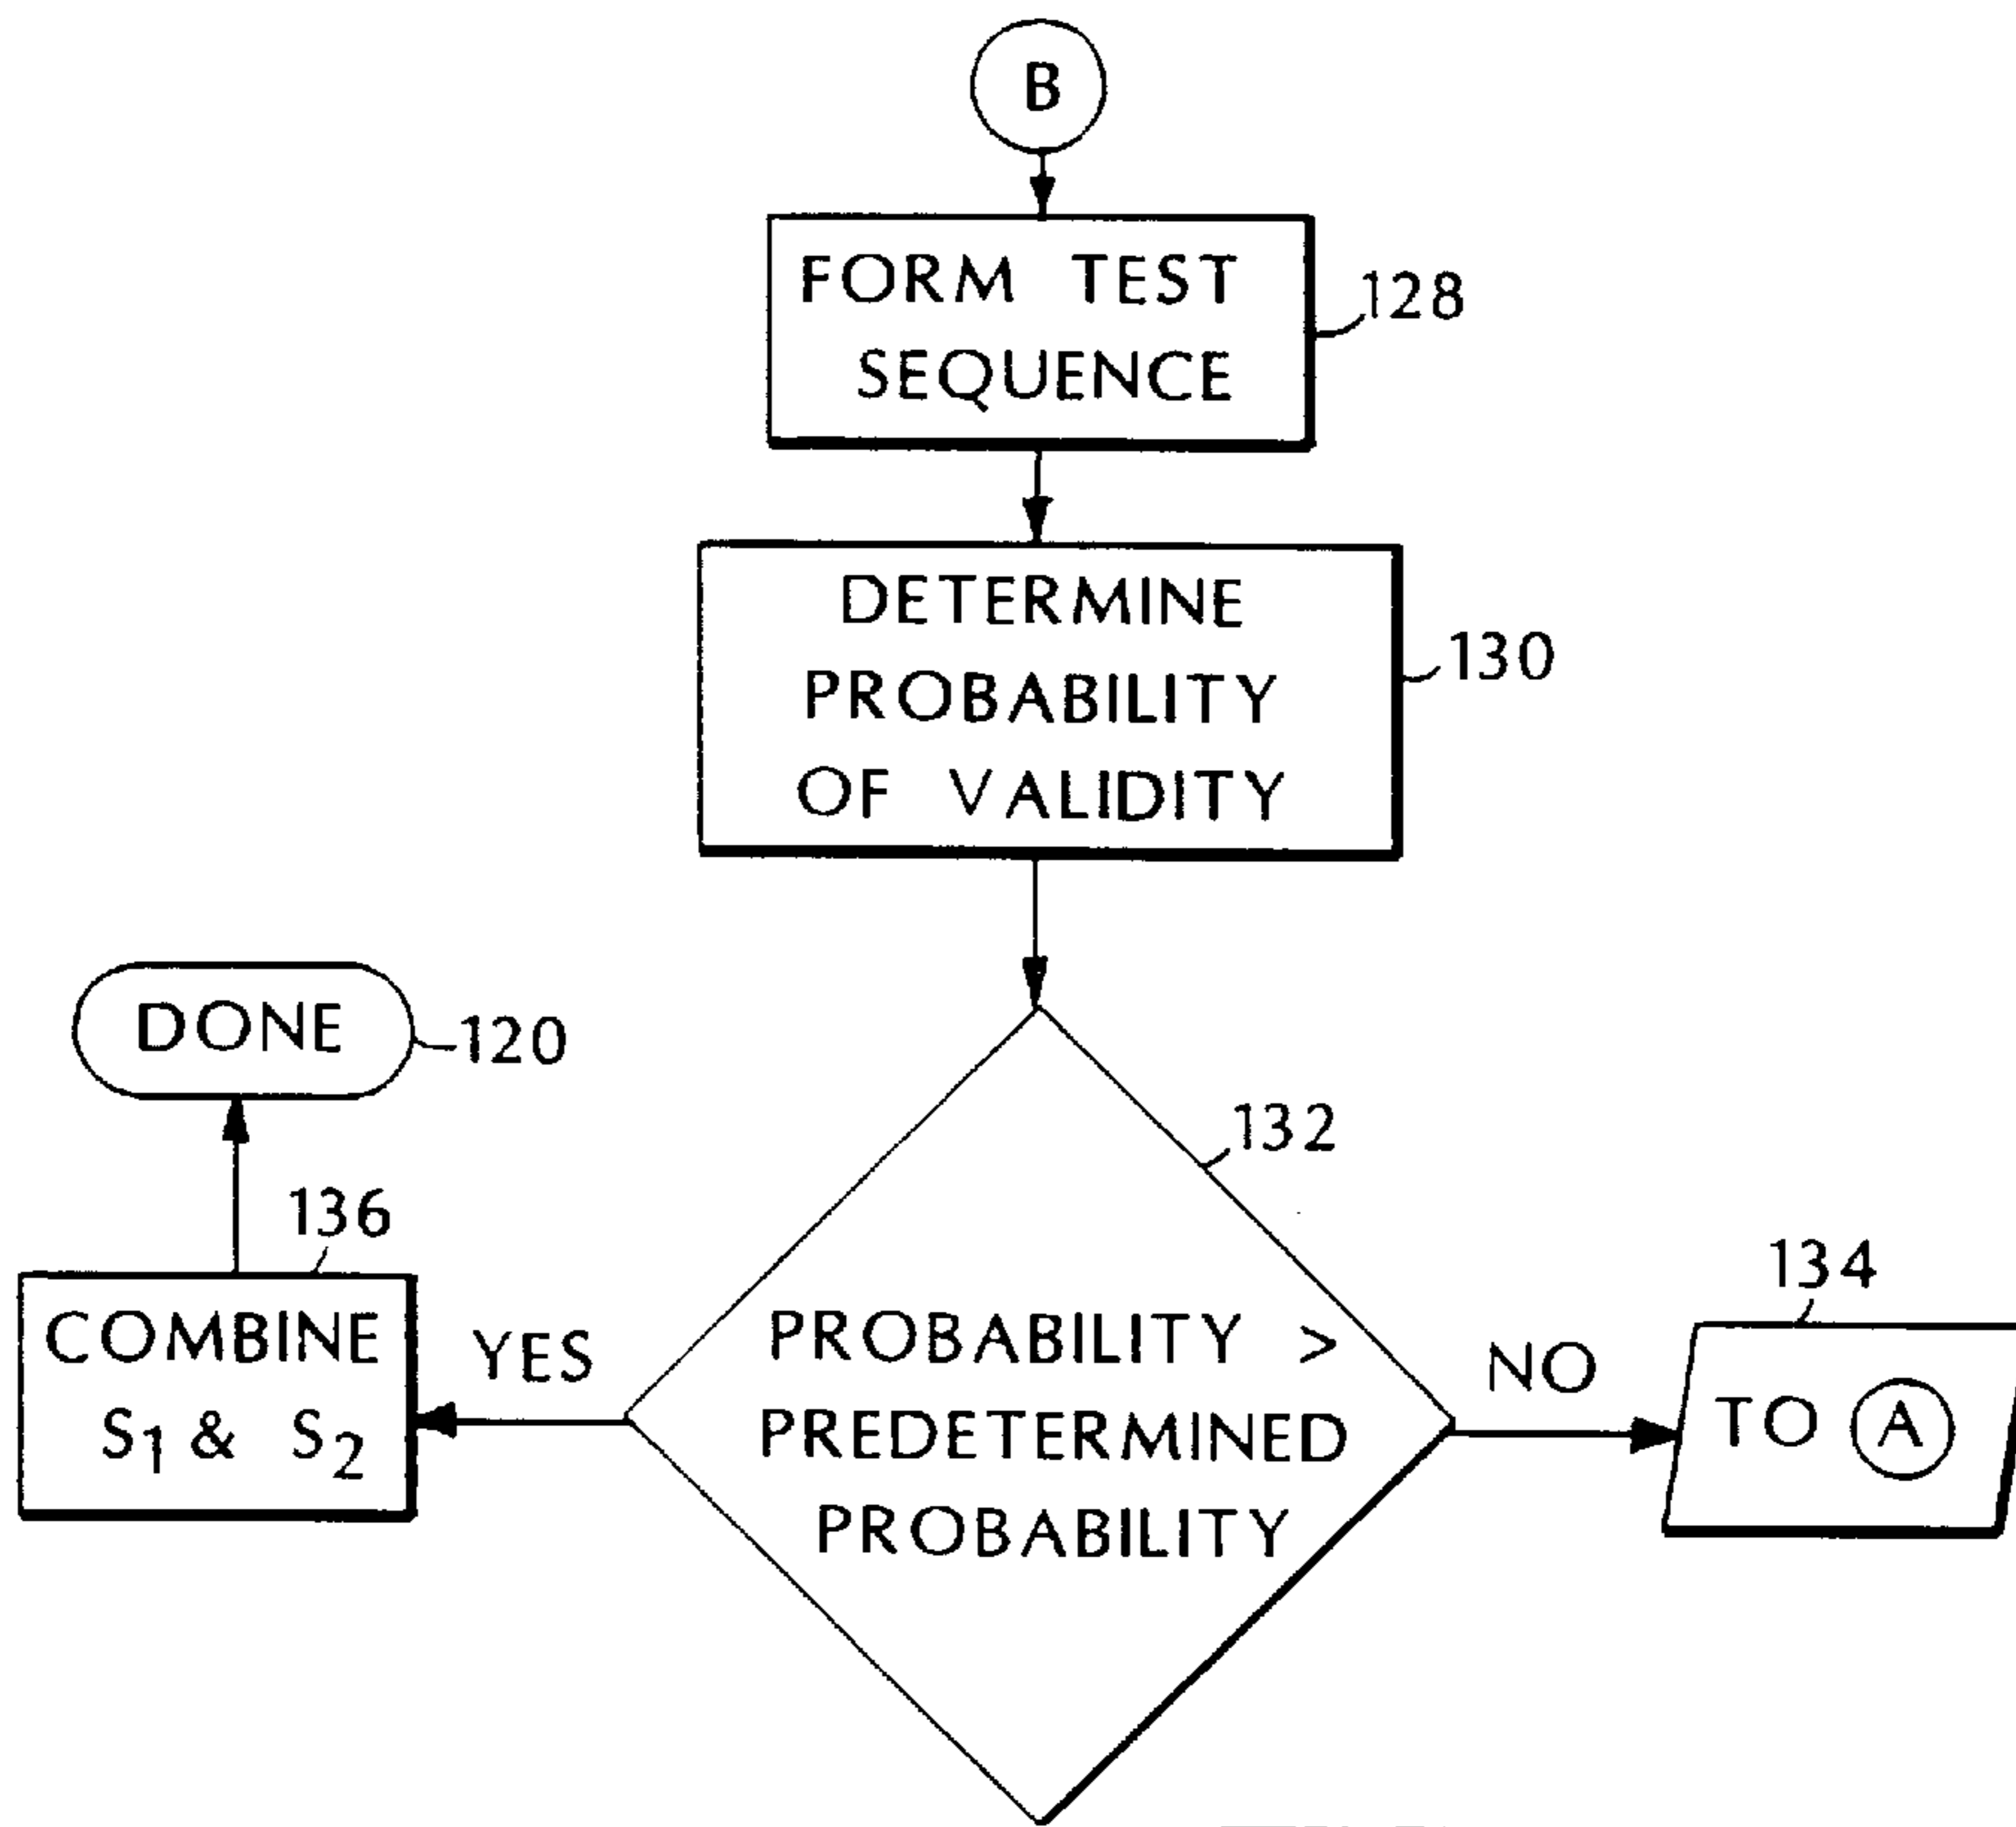 B
FORM TEST
SEQUENCE
128
DETERMINE
PROBABILITY
OF VALIDITY
130
DONE
120
132
136
COMBINE
S1 & S2
YES
PROBABILITY >
PREDETERMINED
PROBABILITY
NO
134
TO A